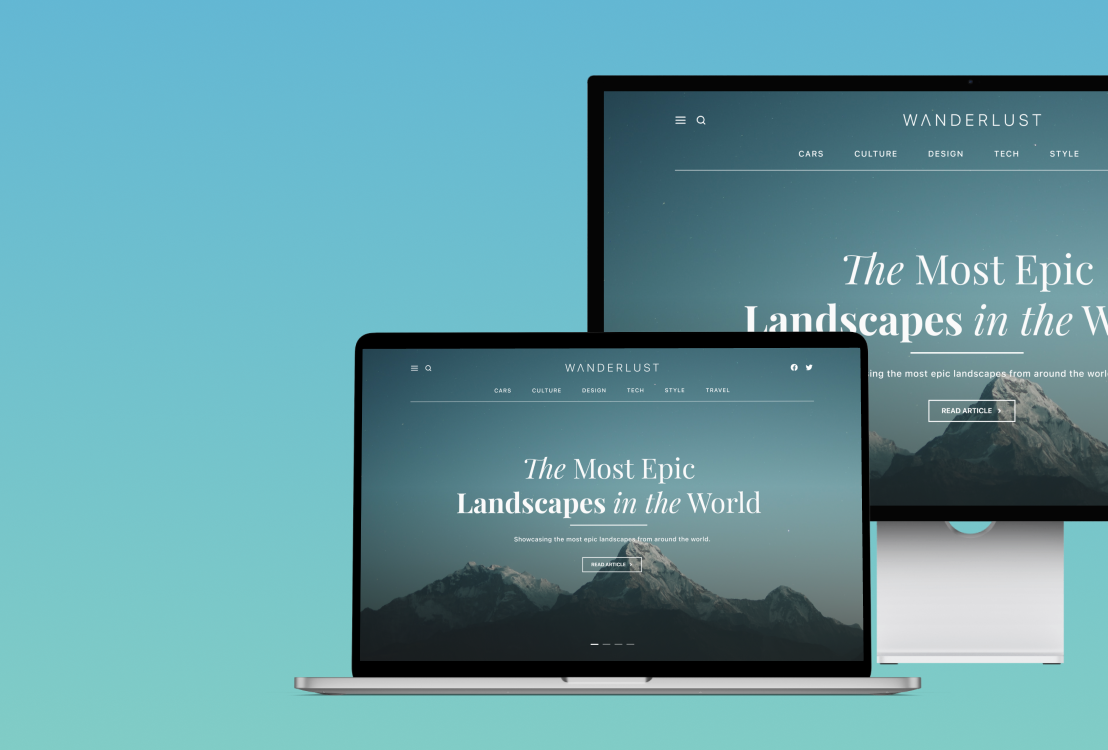 WANDERLUST
CARS CULTURE DESIGN TECH STYLE
The Most Epic
Landscapes in the W
ing the most epic landscapes from around the worl
READ ARTICLE
WANDERLUST
CARS CULTURE DESIGN TECH STYLE TRAVEL
The Most Epic
Landscapes in the World
Showcasing the most epic landscapes from around the world.
READ ARTICLE